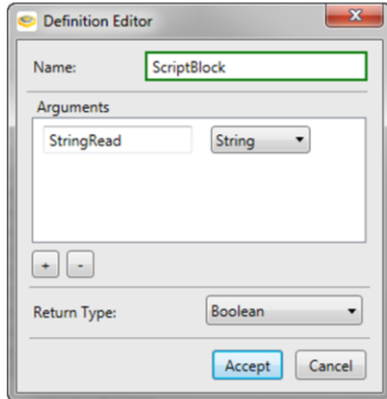 Definition Editor
Name: ScriptBlock
Arguments
StringRead String
+ -
Return Type: Boolean
Accept Cancel